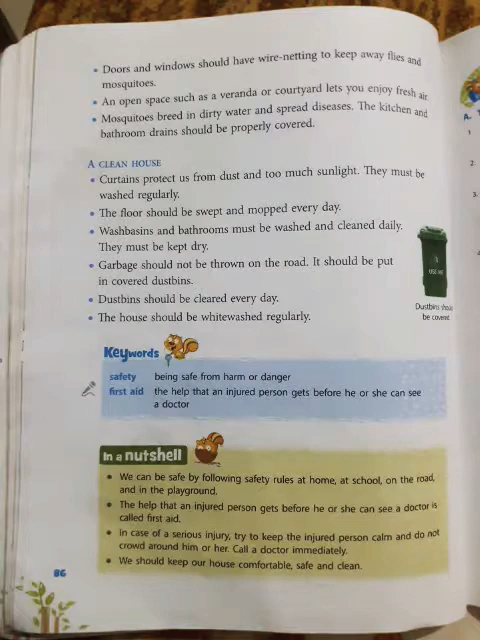 • Doors and windows should have wire-netting to keep away flies and
mosquitoes.
• An open space such as a veranda or courtyard lets you enjoy fresh air.
• Mosquitoes breed in dirty water and spread diseases. The kitchen and
bathroom drains should be properly covered.
A CLEAN HOUSE
• Curtains protect us from dust and too much sunlight. They must be
washed regularly.
• The floor should be swept and mopped every day.
• Washbasins and bathrooms must be washed and cleaned daily.
They must be kept dry.
• Garbage should not be thrown on the road. It should be put
in covered dustbins.
• Dustbins should be cleared every day.
• The house should be whitewashed regularly.
USE ME
Dustbins should
be covered
Keywords
safety being safe from harm or danger
first aid the help that an injured person gets before he or she can see
a doctor
In a nutshell
• We can be safe by following safety rules at home, at school, on the road,
and in the playground.
• The help that an injured person gets before he or she can see a doctor is
called first aid.
• In case of a serious injury, try to keep the injured person calm and do not
crowd around him or her. Call a doctor immediately.
• We should keep our house comfortable, safe and clean.
86
A.
1
2.
3.